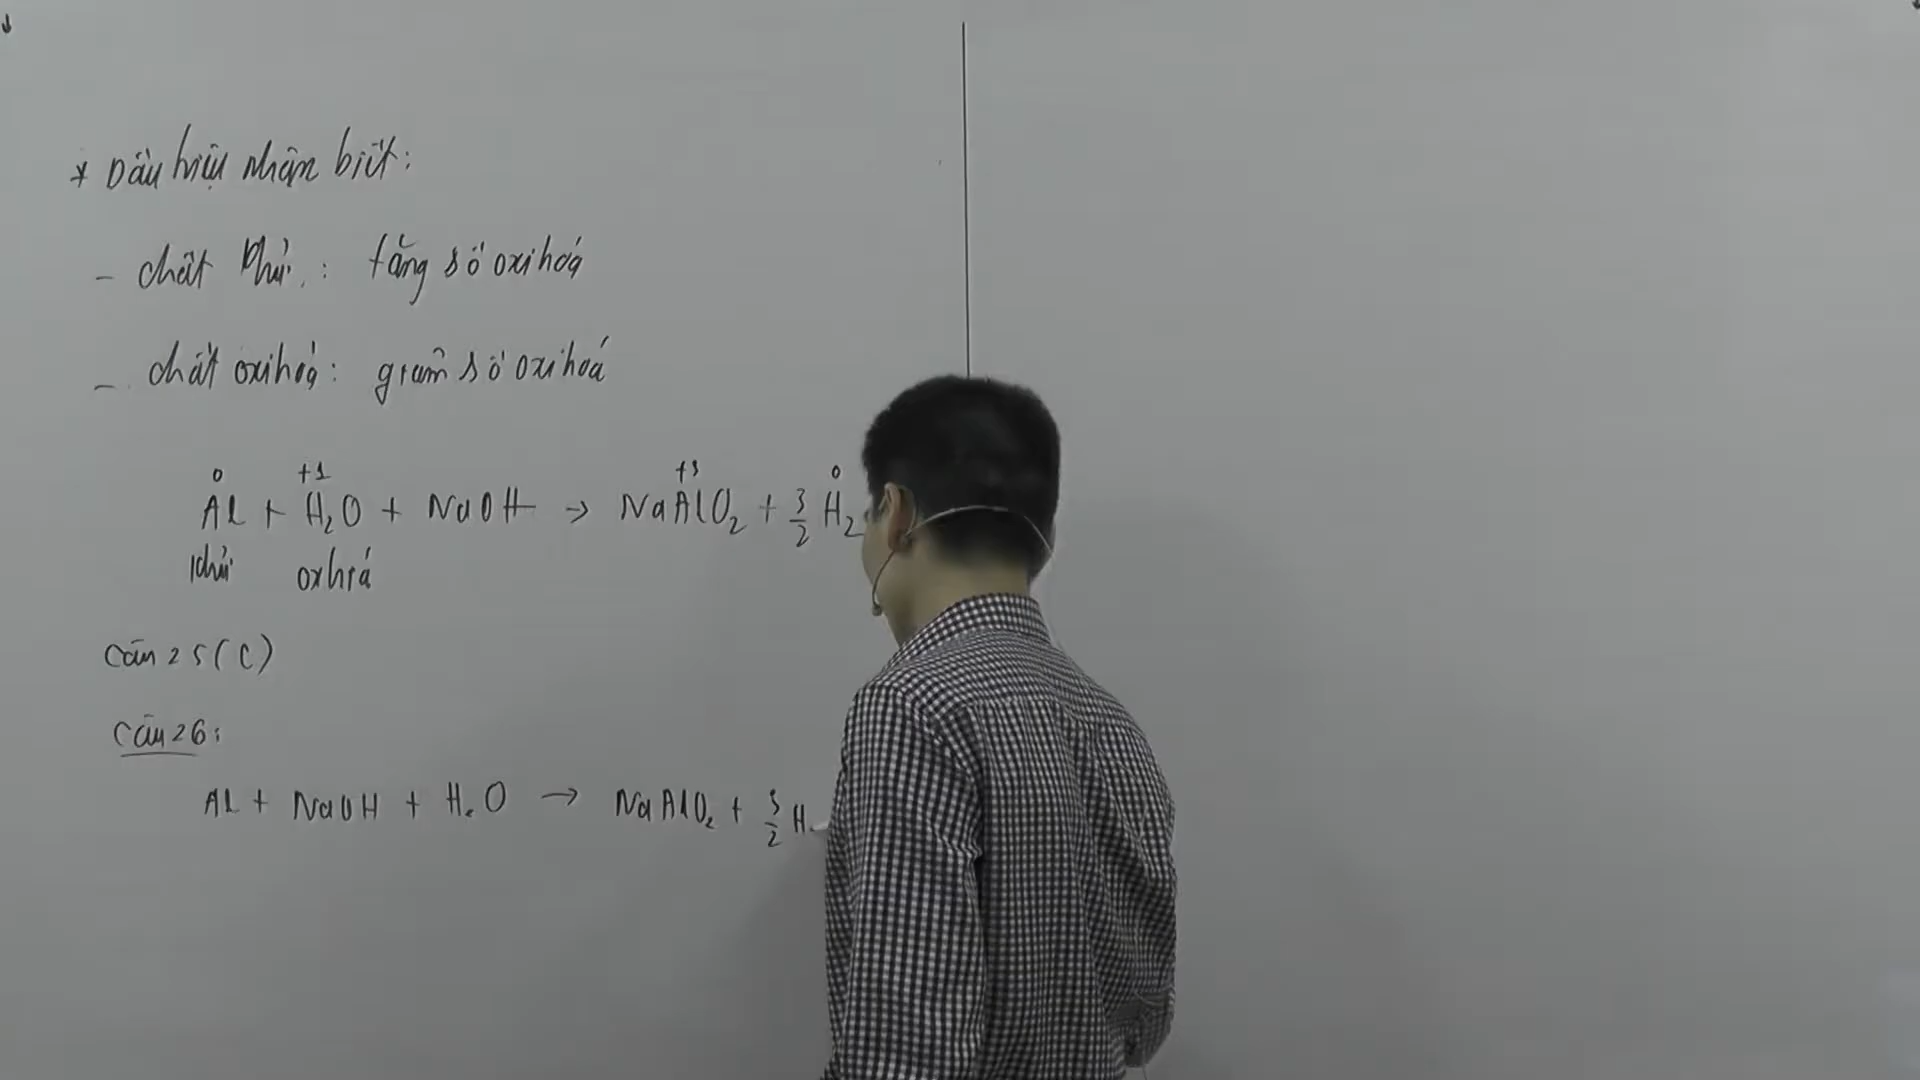 * Dấu hiệu nhận biết:
- chất khử : tăng số oxi hoá
- chất oxi hoá : giảm số oxi hoá
0 +1 +3 0
Al + H₂O + NaOH → NaAlO₂ + 3/2 H₂
khử oxi hoá
Câu 25 (C)
Câu 26:
Al + NaOH + H₂O → NaAlO₂ + 3/2 H